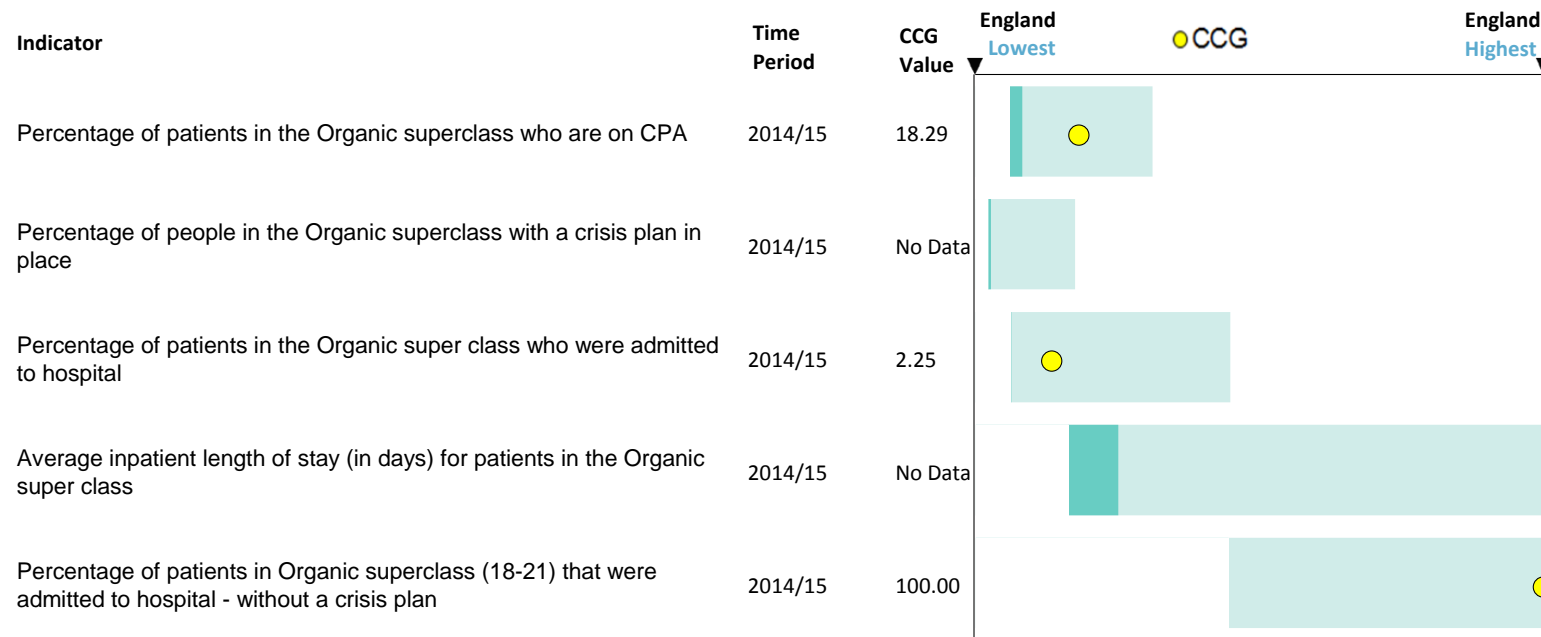 Indicator
Time
Period
CCG
Value
England
Lowest
CCG
England
Highest
Percentage of patients in the Organic superclass who are on CPA
2014/15
18.29
Percentage of people in the Organic superclass with a crisis plan in
place
2014/15
No Data
Percentage of patients in the Organic super class who were admitted
to hospital
2014/15
2.25
Average inpatient length of stay (in days) for patients in the Organic
super class
2014/15
No Data
Percentage of patients in Organic superclass (18-21) that were
admitted to hospital - without a crisis plan
2014/15
100.00